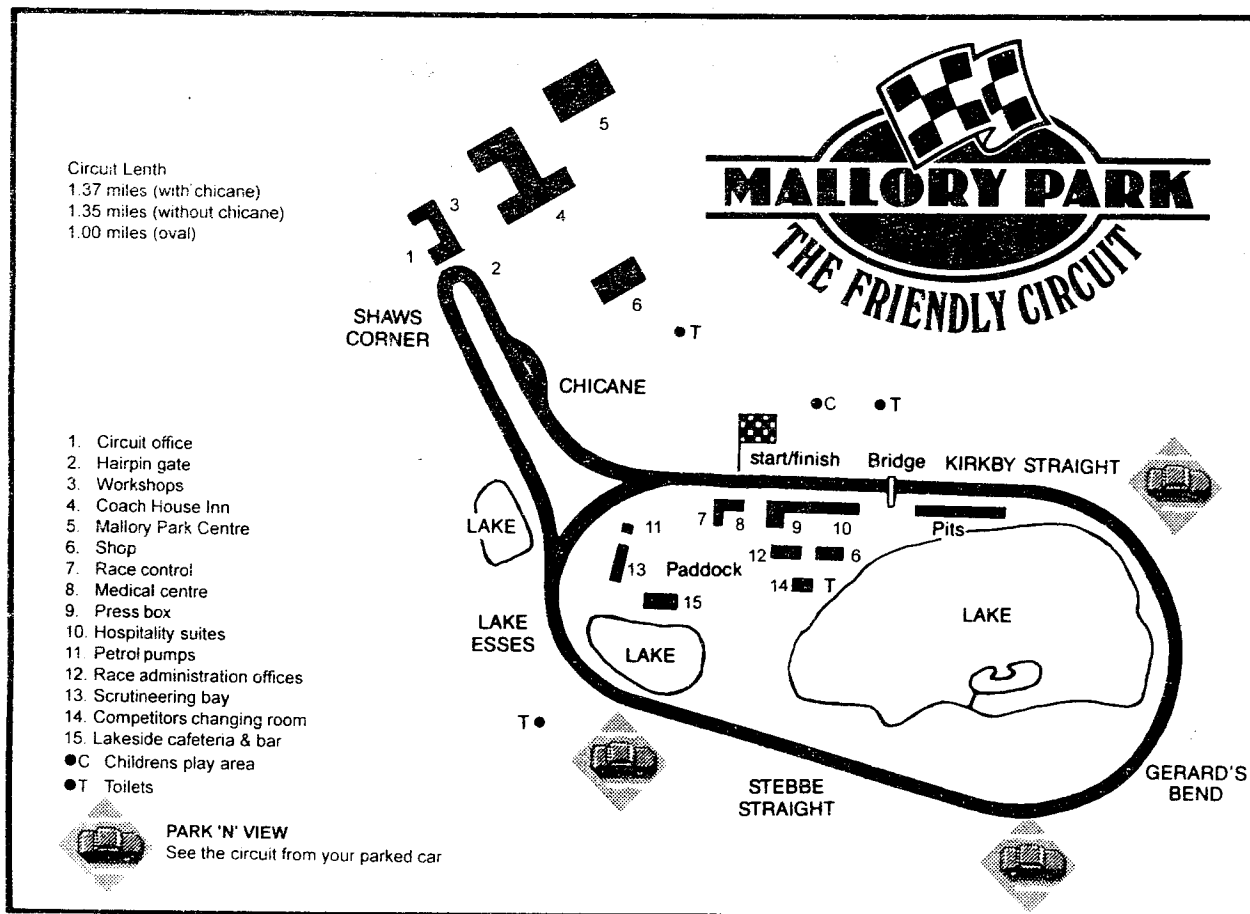 MALLORY PARK
THE FRIENDLY CIRCUIT
Circuit Lenth
1.37 miles (with chicane)
1.35 miles (without chicane)
1.00 miles (oval)
5
3
4
1
2
6
SHAWS
CORNER
T
CHICANE
C
T
start/finish
Bridge
KIRKBY STRAIGHT
1. Circuit office
2. Hairpin gate
3. Workshops
4. Coach House Inn
5. Mallory Park Centre
6. Shop
7. Race control
8. Medical centre
9. Press box
10. Hospitality suites
11. Petrol pumps
12. Race administration offices
13. Scrutineering bay
14. Competitors changing room
15. Lakeside cafeteria & bar
●C Childrens play area
●T Toilets
PARK 'N' VIEW
See the circuit from your parked car
LAKE
11
7
8
9
10
Pits
13
Paddock
12
6
14
T
15
LAKE
ESSES
LAKE
LAKE
T
STEBBE
STRAIGHT
GERARD'S
BEND